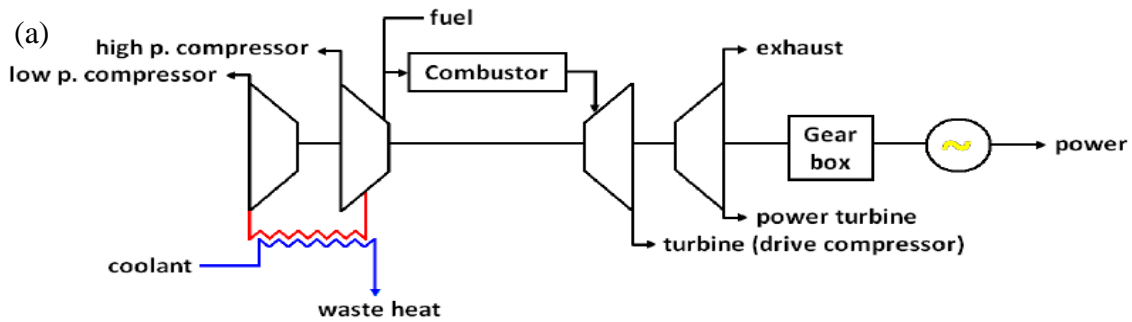 (a)
fuel
high p. compressor
low p. compressor
Combustor
exhaust
Gear
box
power
power turbine
turbine (drive compressor)
coolant
waste heat